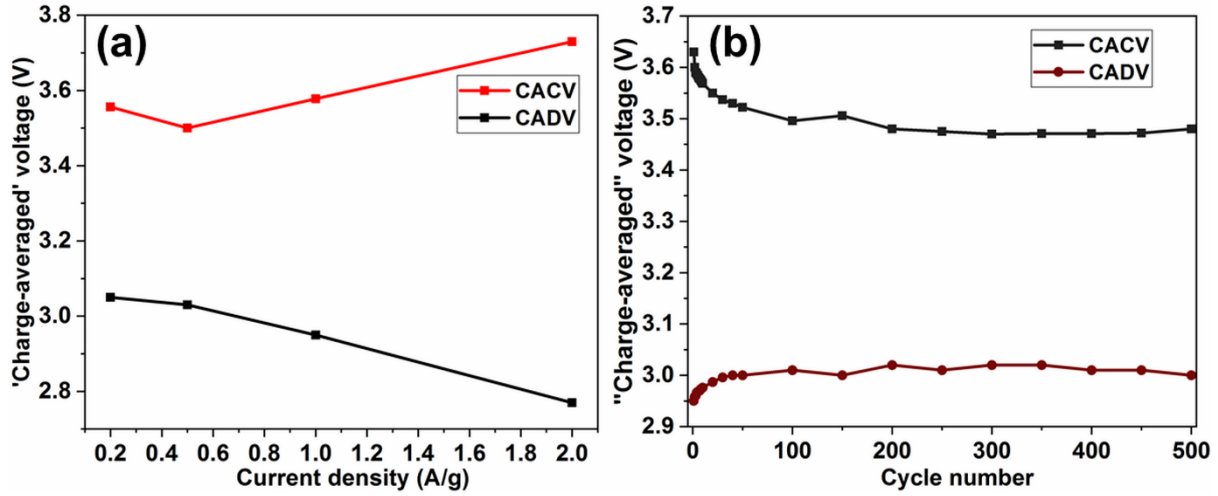 (a)
'Charge-averaged' voltage (V)
3.8
3.6
3.4
3.2
3.0
2.8
CACV
CADV
0.2 0.4 0.6 0.8 1.0 1.2 1.4 1.6 1.8 2.0
Current density (A/g)
(b)
"Charge-averaged" voltage (V)
3.7
3.6
3.5
3.4
3.3
3.2
3.1
3.0
2.9
CACV
CADV
0 100 200 300 400 500
Cycle number